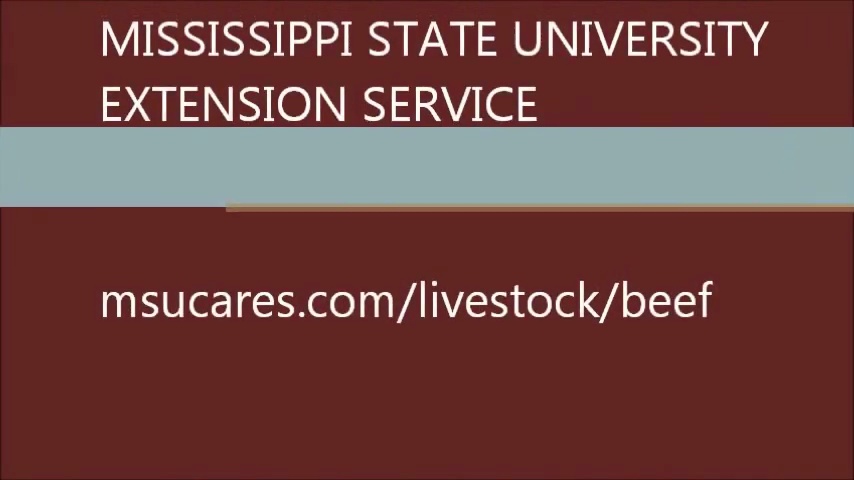 MISSISSIPPI STATE UNIVERSITY
EXTENSION SERVICE
msucares.com/livestock/beef